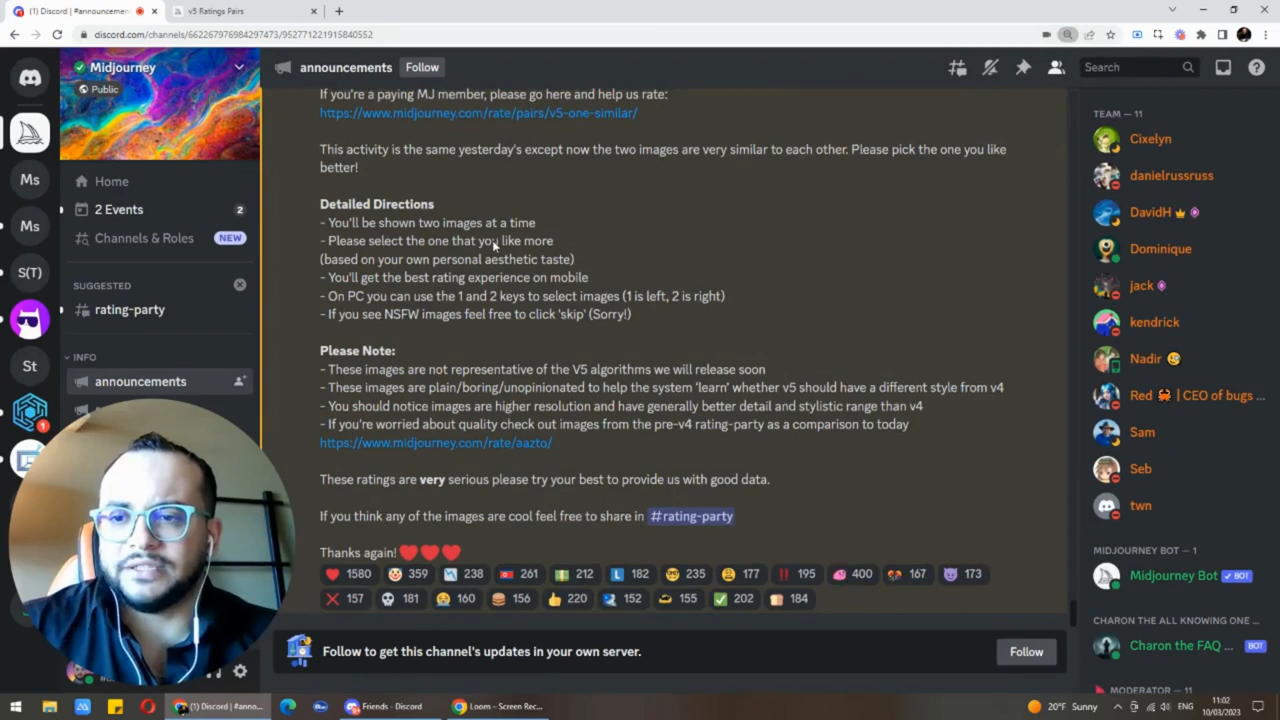 (1) Discord | #announcemen
v5 Ratings Pairs
discord.com/channels/662267976984297473/952771221915840552
Midjourney
Public
Home
2 Events
2
Channels & Roles
NEW
SUGGESTED
rating-party
INFO
announcements
Ms
Ms
S(T)
St
1
announcements
Follow
Search
If you're a paying MJ member, please go here and help us rate:
https://www.midjourney.com/rate/pairs/v5-one-similar/
This activity is the same yesterday's except now the two images are very similar to each other. Please pick the one you like
better!
Detailed Directions
- You'll be shown two images at a time
- Please select the one that you like more
(based on your own personal aesthetic taste)
- You'll get the best rating experience on mobile
- On PC you can use the 1 and 2 keys to select images (1 is left, 2 is right)
- If you see NSFW images feel free to click 'skip' (Sorry!)
Please Note:
- These images are not representative of the V5 algorithms we will release soon
- These images are plain/boring/unopinionated to help the system 'learn' whether v5 should have a different style from v4
- You should notice images are higher resolution and have generally better detail and stylistic range than v4
- If you're worried about quality check out images from the pre-v4 rating-party as a comparison to today
https://www.midjourney.com/rate/aazto/
These ratings are very serious please try your best to provide us with good data.
If you think any of the images are cool feel free to share in #rating-party
Thanks again!
1580 359 238 261 212 182 235 177 195 400 167 173
157 181 160 156 220 152 155 202 184
Follow to get this channel's updates in your own server.
Follow
TEAM — 11
Cixelyn
danielrussruss
DavidH
Dominique
jack
kendrick
Nadir
Red | CEO of bugs ...
Sam
Seb
twn
MIDJOURNEY BOT — 1
Midjourney Bot
BOT
CHARON THE ALL KNOWING ONE ...
Charon the FAQ ...
BOT
MODERATOR — 11
(1) Discord | #anno...
Friends - Discord
Loom – Screen Rec...
20°F Sunny
ENG
11:02
10/03/2023